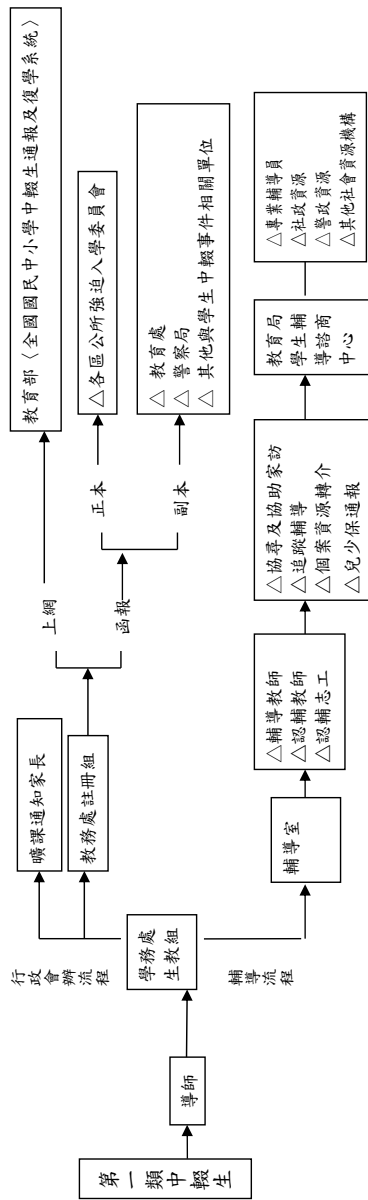 第一類中輟生
導師
學務處
生教組
行政會辦流程
曠課通知家長
教務處註冊組
上網
教育部〈全國國民中小學中輟生通報及復學系統〉
函報
正本
△各區公所強迫入學委員會
副本
△ 教育處
△ 警察局
△ 其他與學生中輟事件相關單位
輔導流程
輔導室
△輔導教師
△認輔教師
△認輔志工
△協尋及協助家訪
△追蹤輔導
△個案資源轉介
△兒少保通報
教育局
學生輔
導諮商
中心
△專業輔導員
△社政資源
△警政資源
△其他社會資源機構